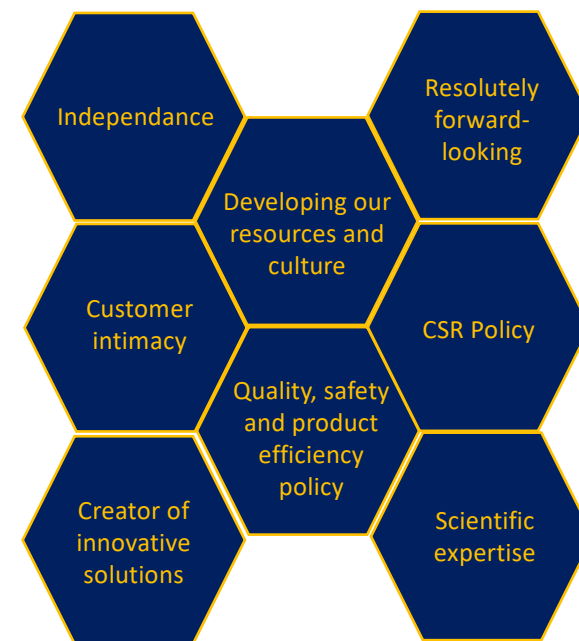 Independance
Resolutely
forward-
looking
Developing our
resources and
culture
Customer
intimacy
CSR Policy
Quality, safety
and product
efficiency
policy
Creator of
innovative
solutions
Scientific
expertise